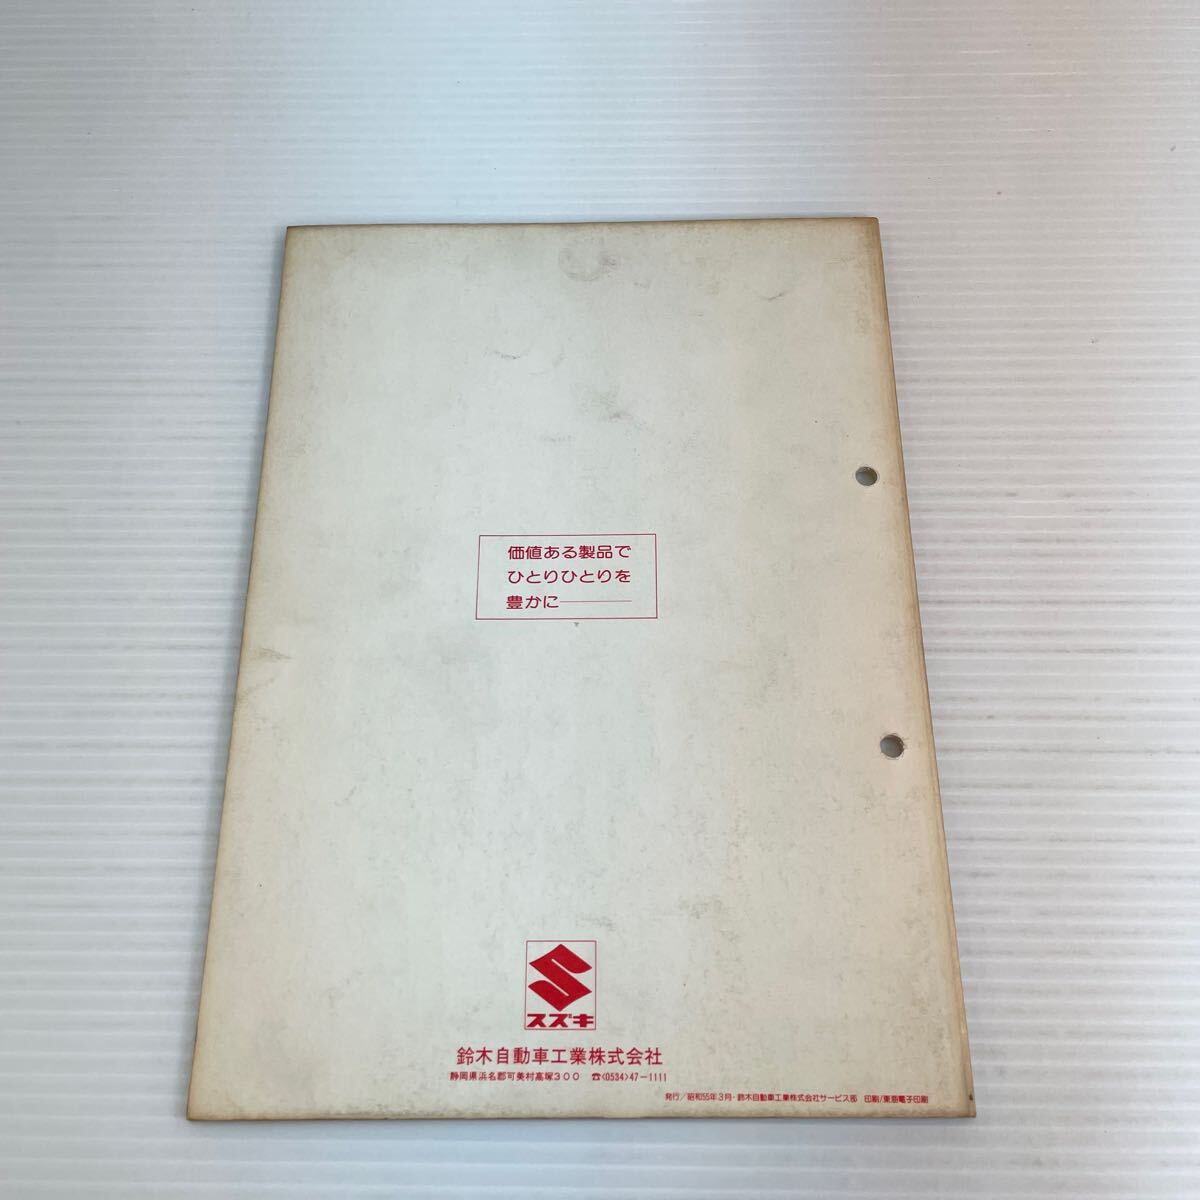 価値ある製品で
ひとりひとりを
豊かに────
スズキ
鈴木自動車工業株式会社
静岡県浜名郡可美村高塚300 ☎<0534>47-1111
発行／昭和55年3月・鈴木自動車工業株式会社サービス部 印刷/東海電子印刷